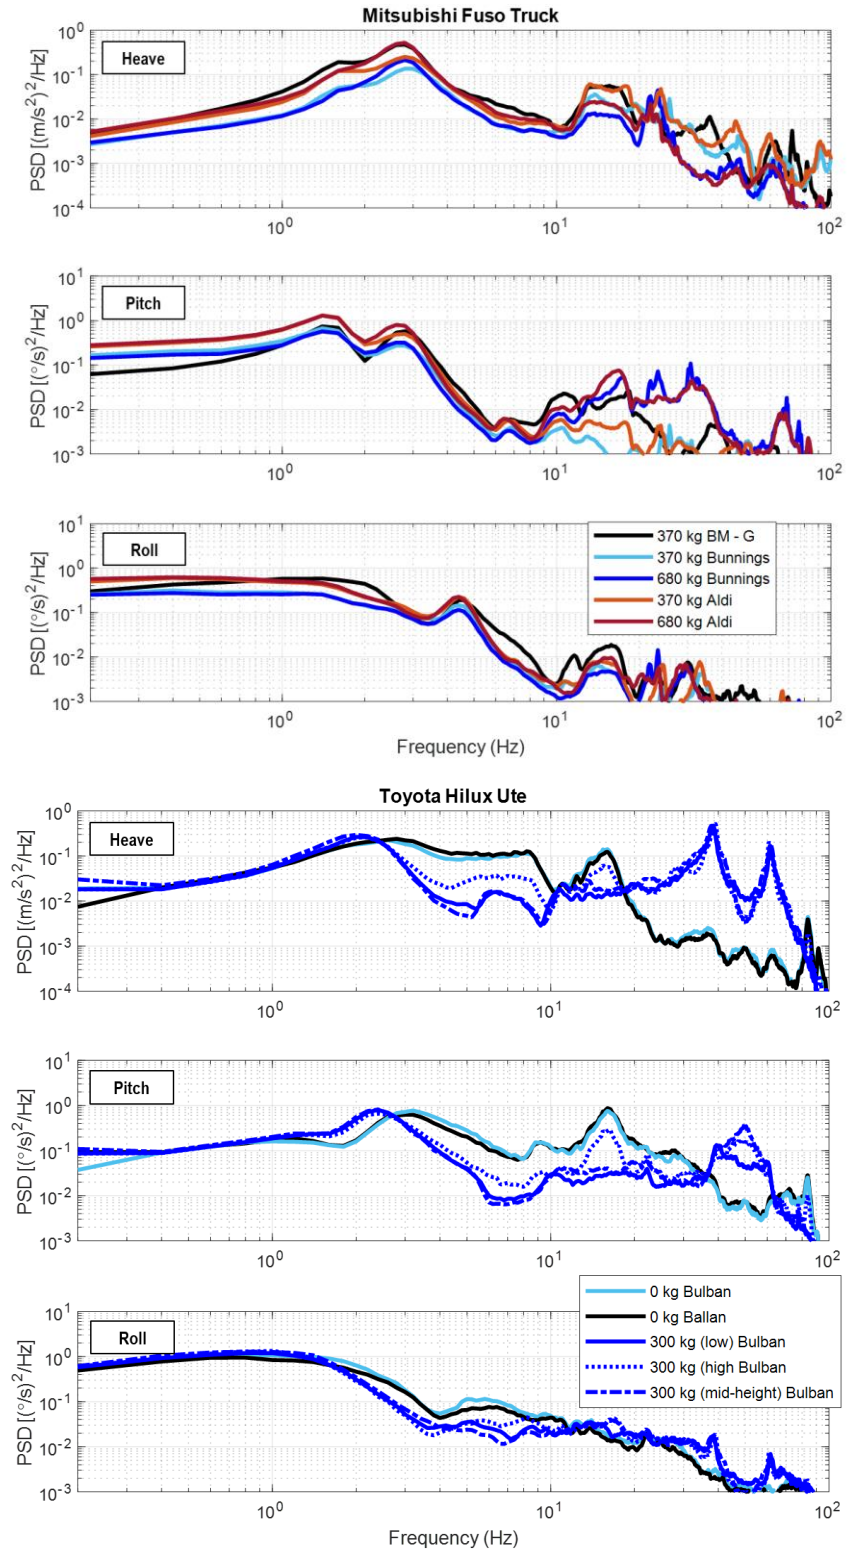 Mitsubishi Fuso Truck
Heave
PSD [(m/s²)²/Hz]
10⁰
10⁻¹
10⁻²
10⁻³
10⁻⁴
10⁰
10¹
10²
Pitch
PSD [(°/s)²/Hz]
10¹
10⁰
10⁻¹
10⁻²
10⁻³
10⁰
10¹
10²
Roll
PSD [(°/s)²/Hz]
10¹
10⁰
10⁻¹
10⁻²
10⁻³
370 kg BM - G
370 kg Bunnings
680 kg Bunnings
370 kg Aldi
680 kg Aldi
10⁰
10¹
10²
Frequency (Hz)
Toyota Hilux Ute
Heave
PSD [(m/s²)²/Hz]
10⁰
10⁻¹
10⁻²
10⁻³
10⁻⁴
10⁰
10¹
10²
Pitch
PSD [(°/s)²/Hz]
10¹
10⁰
10⁻¹
10⁻²
10⁻³
10⁰
10¹
10²
0 kg Bulban
0 kg Ballan
300 kg (low) Bulban
300 kg (high Bulban
300 kg (mid-height) Bulban
Roll
PSD [(°/s)²/Hz]
10¹
10⁰
10⁻¹
10⁻²
10⁻³
10⁰
10¹
10²
Frequency (Hz)